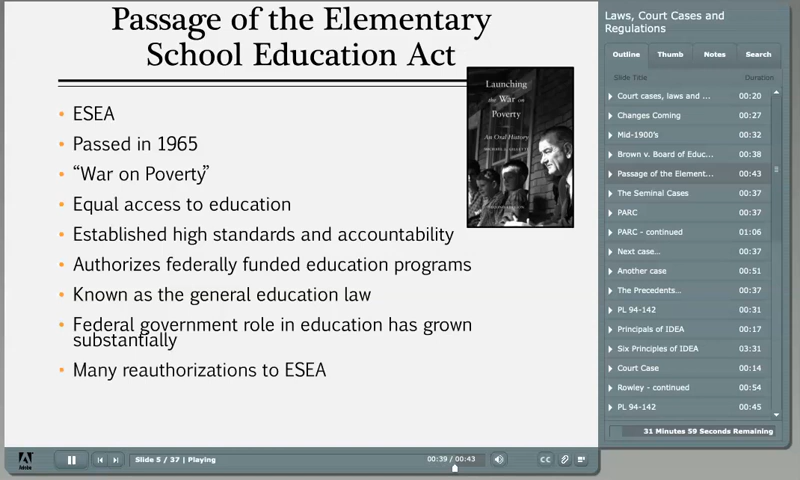 Passage of the Elementary
School Education Act
• ESEA
• Passed in 1965
• “War on Poverty”
• Equal access to education
• Established high standards and accountability
• Authorizes federally funded education programs
• Known as the general education law
• Federal government role in education has grown
substantially
• Many reauthorizations to ESEA
Launching
the War on
Poverty
An Oral History
Laws, Court Cases and
Regulations
Outline Thumb Notes Search
Slide Title Duration
Court cases, laws and ... 00:20
Changes Coming 00:27
Mid-1900's 00:32
Brown v. Board of Educ... 00:38
Passage of the Element... 00:43
The Seminal Cases 00:37
PARC 00:37
PARC - continued 01:06
Next case... 00:37
Another case 00:51
The Precedents... 00:37
PL 94-142 00:31
Principals of IDEA 00:17
Six Principles of IDEA 03:31
Court Case 00:14
Rowley - continued 00:54
PL 94-142 00:45
31 Minutes 59 Seconds Remaining
Adobe
Slide 5 / 37 | Playing
00:39 / 00:43
CC